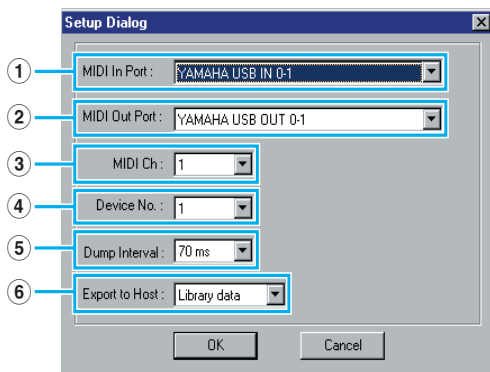 Setup Dialog
① MIDI In Port : YAMAHA USB IN 0-1
② MIDI Out Port : YAMAHA USB OUT 0-1
③ MIDI Ch : 1
④ Device No. : 1
⑤ Dump Interval : 70 ms
⑥ Export to Host : Library data
OK Cancel